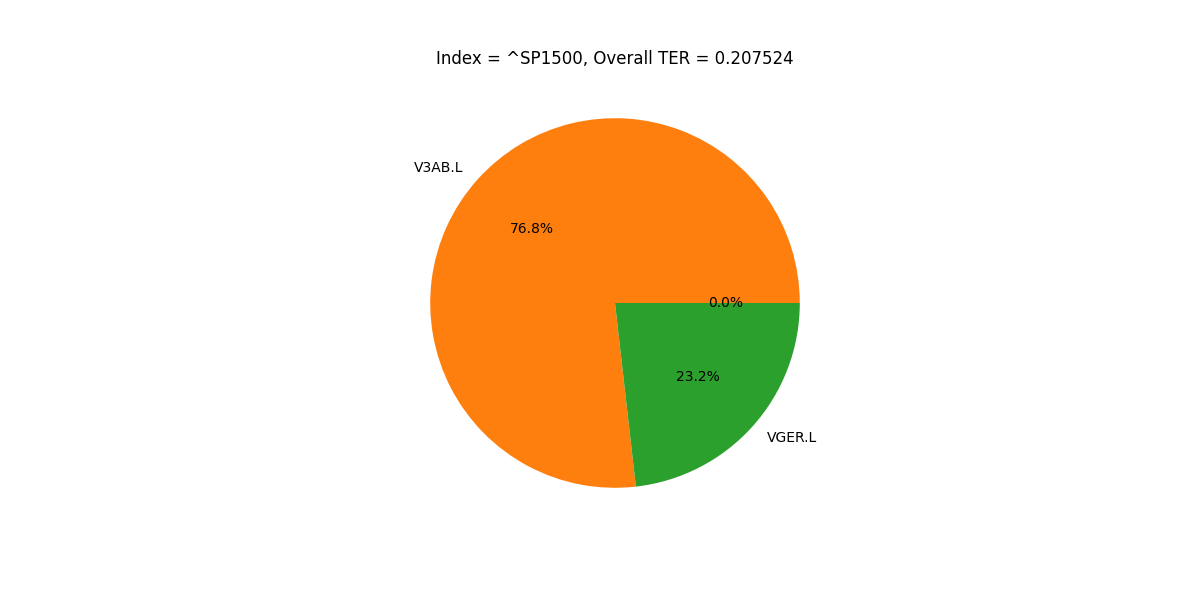 Index = ^SP1500, Overall TER = 0.207524
V3AB.L
76.8%
0.0%
23.2%
VGER.L